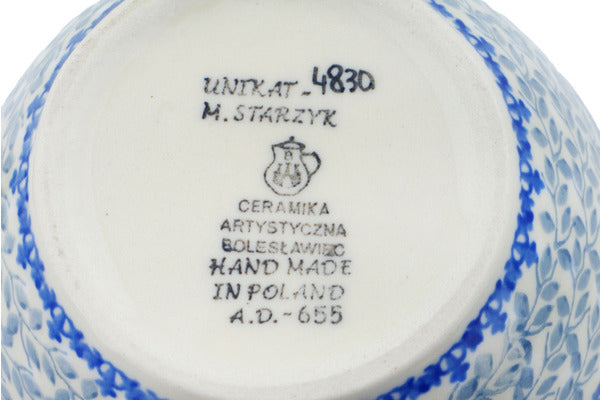 UNIKAT-4830
M. STARZYK
B
CERAMIKA
ARTYSTYCZNA
BOLESŁAWIEC
HAND MADE
IN POLAND
A.D.-655